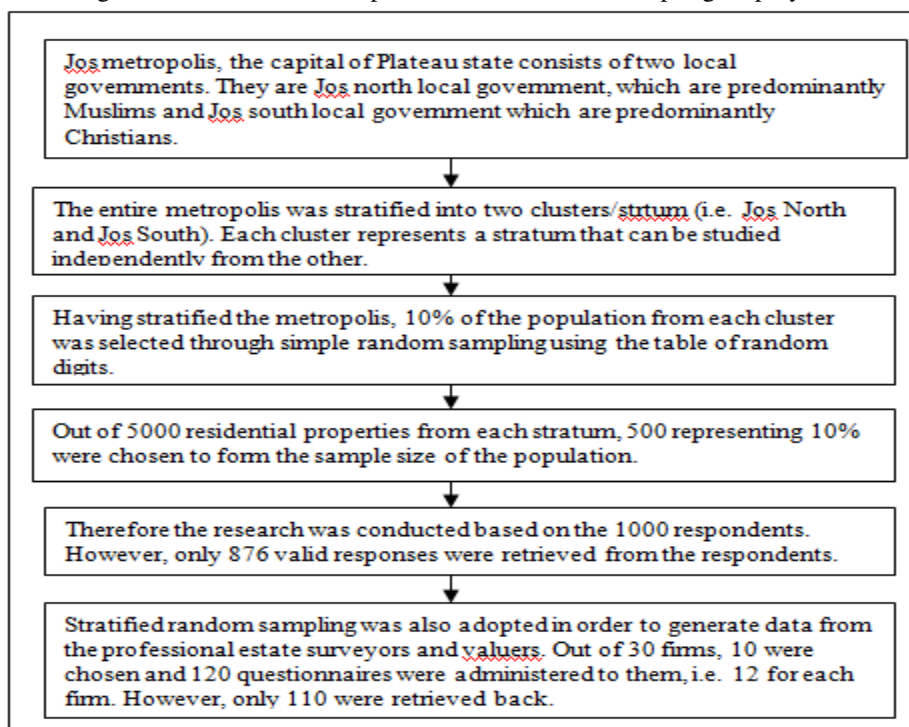 Jos metropolis, the capital of Plateau state consists of two local
governments. They are Jos north local government, which are predominantly
Muslims and Jos south local government which are predominantly
Christians.
The entire metropolis was stratified into two clusters/strtum (i.e. Jos North
and Jos South). Each cluster represents a stratum that can be studied
independently from the other.
Having stratified the metropolis, 10% of the population from each cluster
was selected through simple random sampling using the table of random
digits.
Out of 5000 residential properties from each stratum, 500 representing 10%
were chosen to form the sample size of the population.
Therefore the research was conducted based on the 1000 respondents.
However, only 876 valid responses were retrieved from the respondents.
Stratified random sampling was also adopted in order to generate data from
the professional estate surveyors and valuers. Out of 30 firms, 10 were
chosen and 120 questionnaires were administered to them, i.e. 12 for each
firm. However, only 110 were retrieved back.